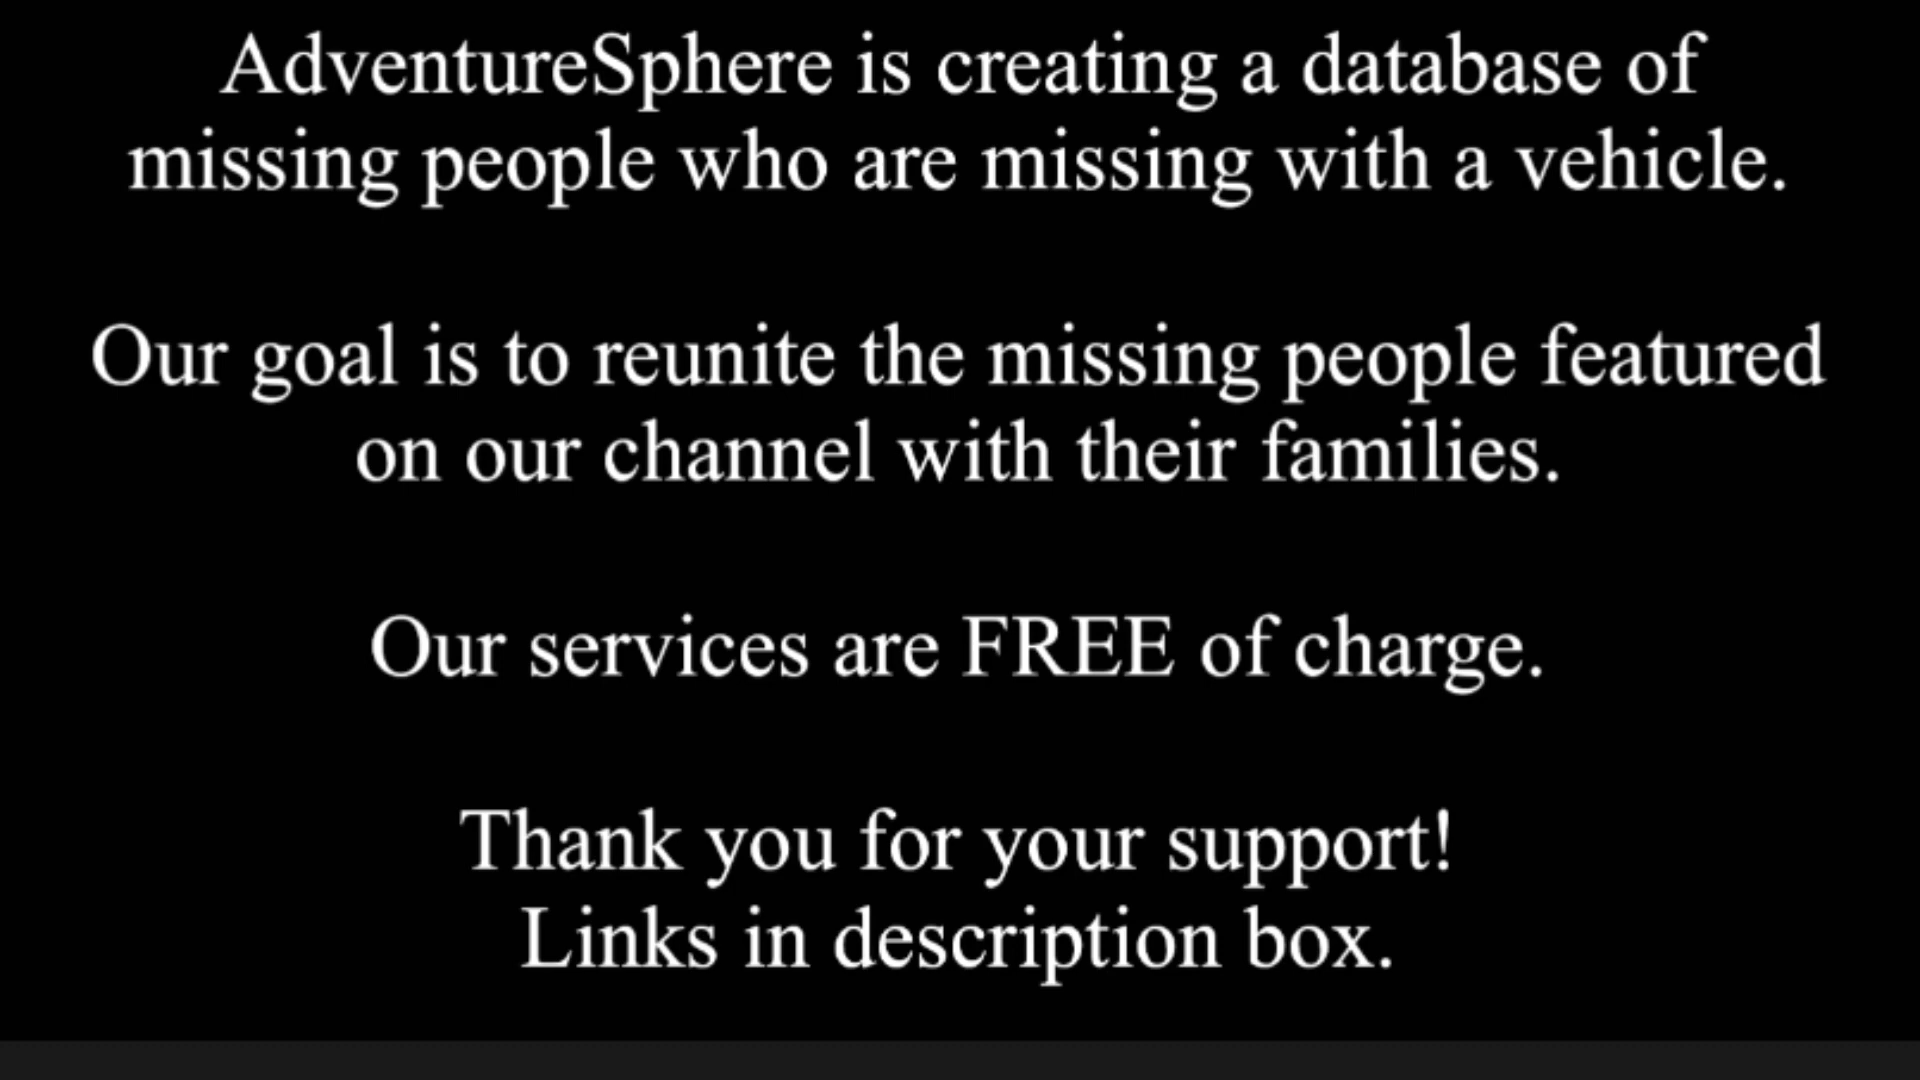 AdventureSphere is creating a database of
missing people who are missing with a vehicle.
Our goal is to reunite the missing people featured
on our channel with their families.
Our services are FREE of charge.
Thank you for your support!
Links in description box.